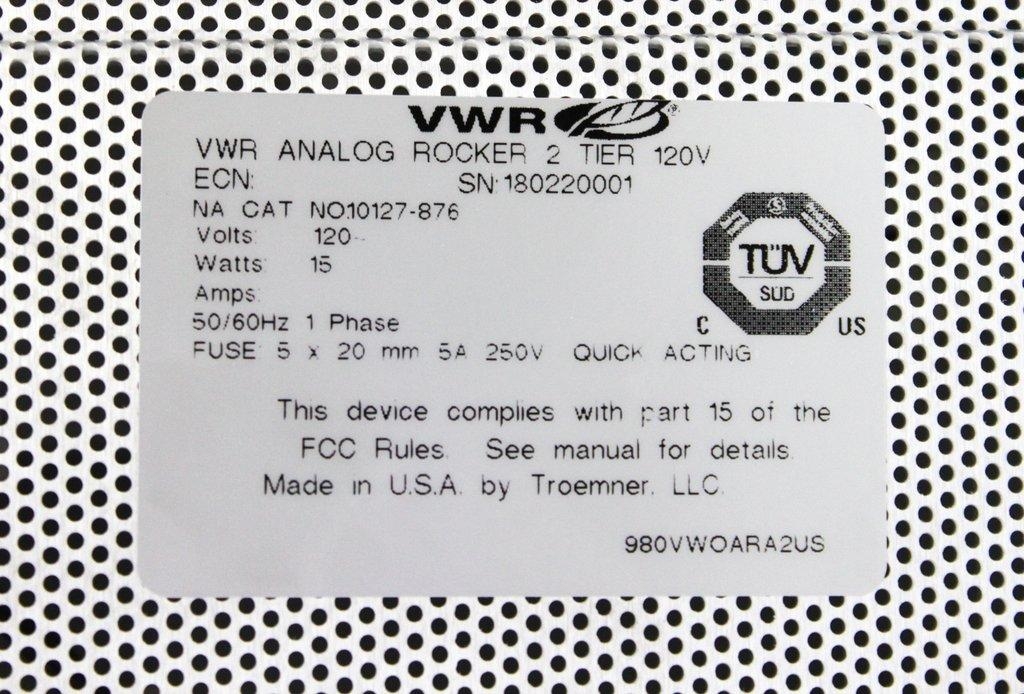 VWR®
VWR ANALOG ROCKER 2 TIER 120V
ECN: SN:180220001
NA CAT NO.10127-876
Volts: 120~
Watts: 15
Amps:
50/60Hz 1 Phase
FUSE: 5 x 20 mm 5A 250V QUICK ACTING
TÜV
SÜD
C US
This device complies with part 15 of the
FCC Rules. See manual for details.
Made in U.S.A. by Troemner, LLC.
980VWOARA2US